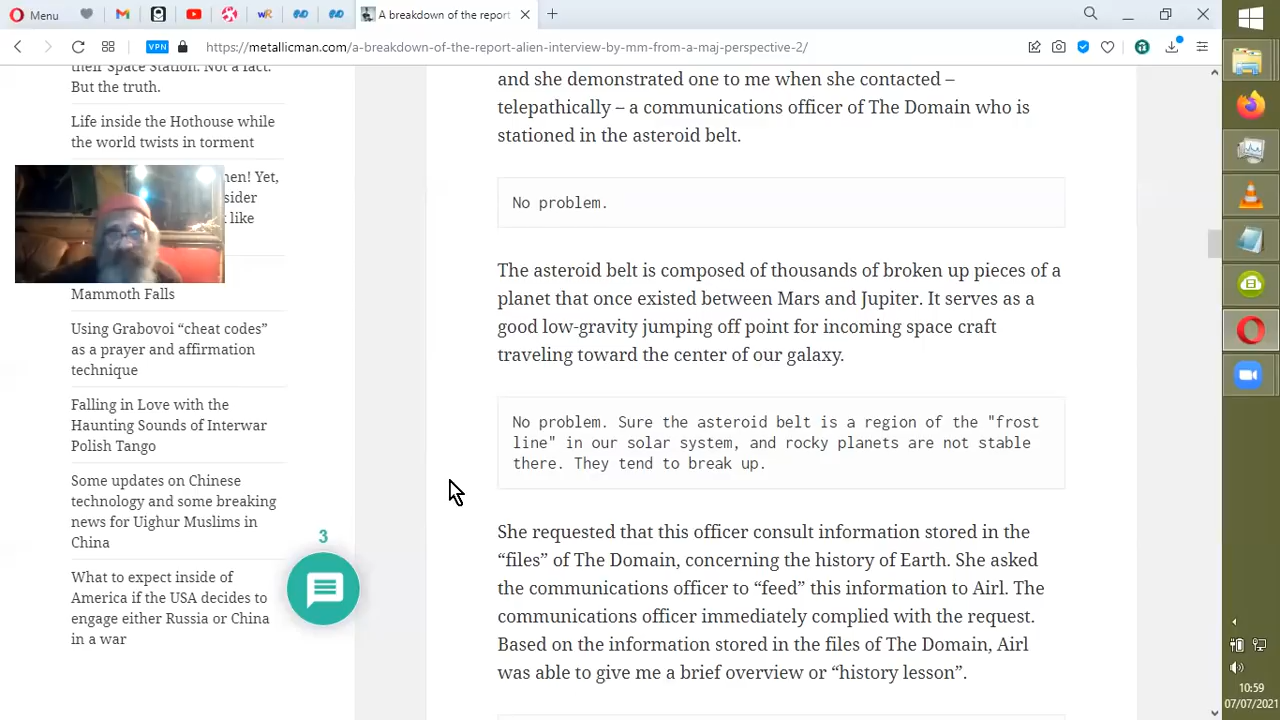 Menu
A breakdown of the report
VPN
https://metallicman.com/a-breakdown-of-the-report-alien-interview-by-mm-from-a-maj-perspective-2/
their Space Station. Not a fact.
But the truth.
Life inside the Hothouse while
the world twists in torment
men! Yet,
sider
like
Mammoth Falls
Using Grabovoi “cheat codes”
as a prayer and affirmation
technique
Falling in Love with the
Haunting Sounds of Interwar
Polish Tango
Some updates on Chinese
technology and some breaking
news for Uighur Muslims in
China
What to expect inside of
America if the USA decides to
engage either Russia or China
in a war
3
and she demonstrated one to me when she contacted –
telepathically – a communications officer of The Domain who is
stationed in the asteroid belt.
No problem.
The asteroid belt is composed of thousands of broken up pieces of a
planet that once existed between Mars and Jupiter. It serves as a
good low-gravity jumping off point for incoming space craft
traveling toward the center of our galaxy.
No problem. Sure the asteroid belt is a region of the "frost
line" in our solar system, and rocky planets are not stable
there. They tend to break up.
She requested that this officer consult information stored in the
“files” of The Domain, concerning the history of Earth. She asked
the communications officer to “feed” this information to Airl. The
communications officer immediately complied with the request.
Based on the information stored in the files of The Domain, Airl
was able to give me a brief overview or “history lesson”.
10:59
07/07/2021